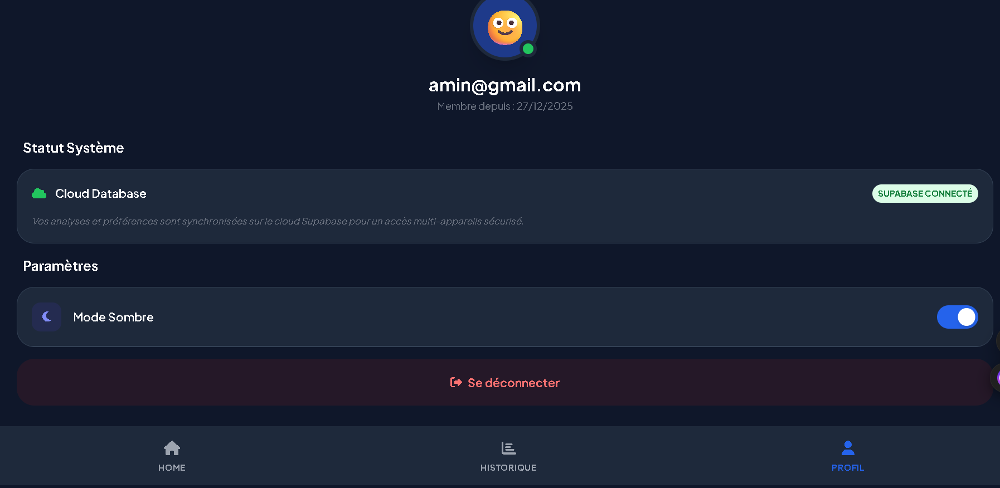 amin@gmail.com
Membre depuis : 27/12/2025
Statut Système
Cloud Database
SUPABASE CONNECTÉ
Vos analyses et préférences sont synchronisées sur le cloud Supabase pour un accès multi-appareils sécurisé.
Paramètres
Mode Sombre
Se déconnecter
HOME
HISTORIQUE
PROFIL